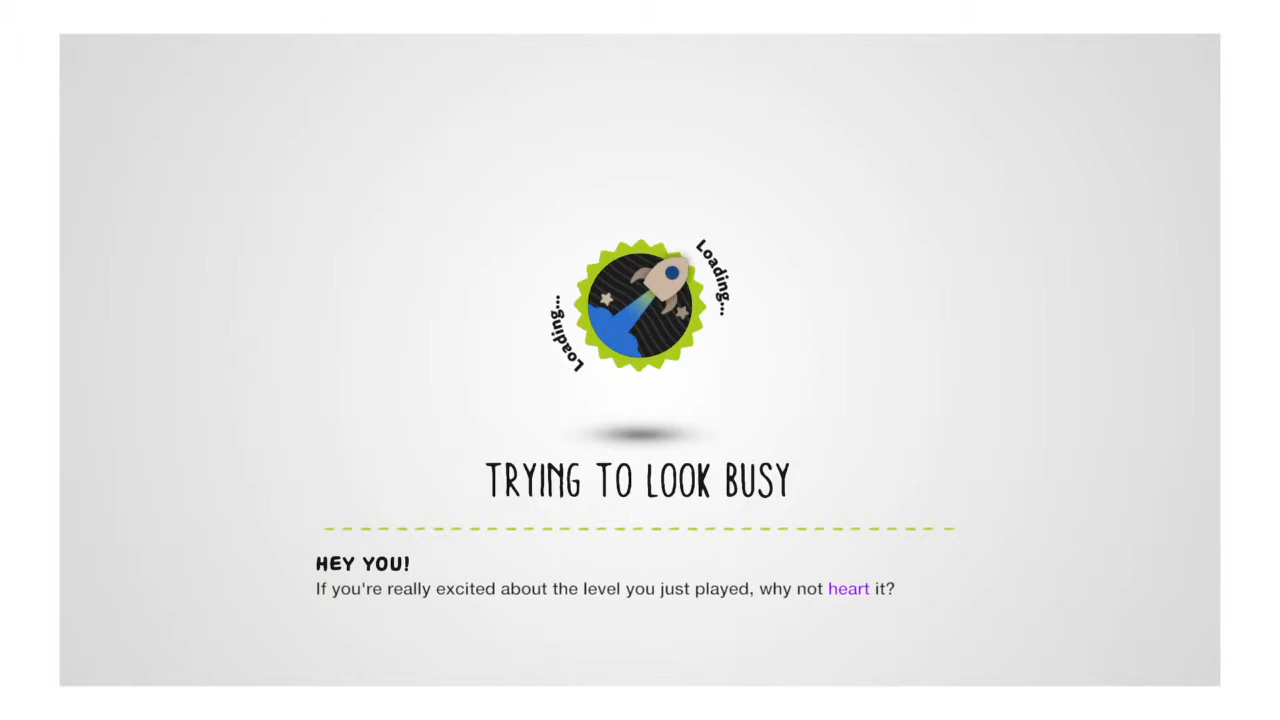 Loading...
Loading...
TRYING TO LOOK BUSY
HEY YOU!
If you're really excited about the level you just played, why not heart it?